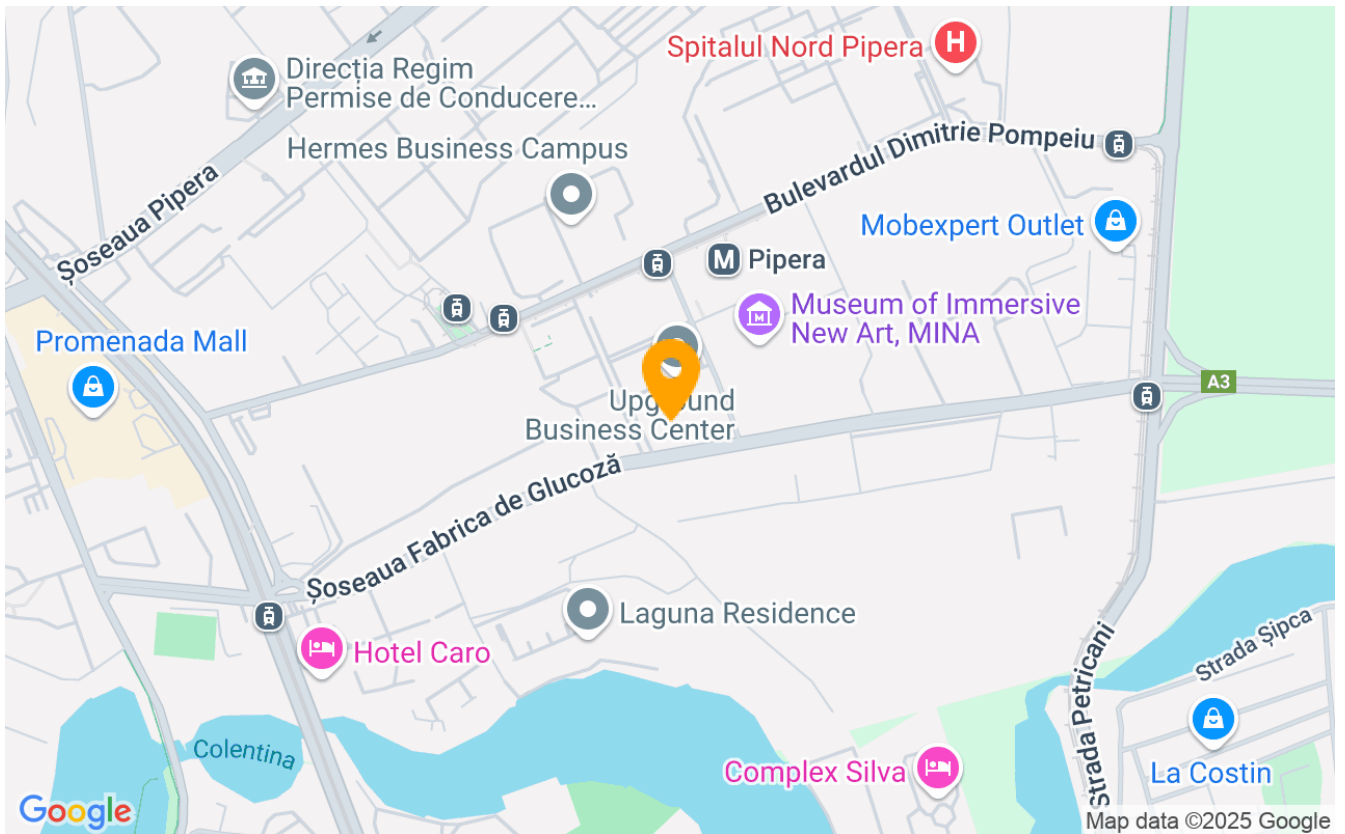 Spitalul Nord Pipera
H
Direcția Regim
Permise de Conducere...
Hermes Business Campus
Bulevardul Dimitrie Pompeiu
Șoseaua Pipera
Mobexpert Outlet
M Pipera
Museum of Immersive
New Art, MINA
M
Promenada Mall
A3
Business Center
Șoseaua Fabrica de Glucoză
Laguna Residence
Hotel Caro
Strada Șipca
Strada Petricani
Colentina
Complex Silva
La Costin
Google
Map data ©2025 Google